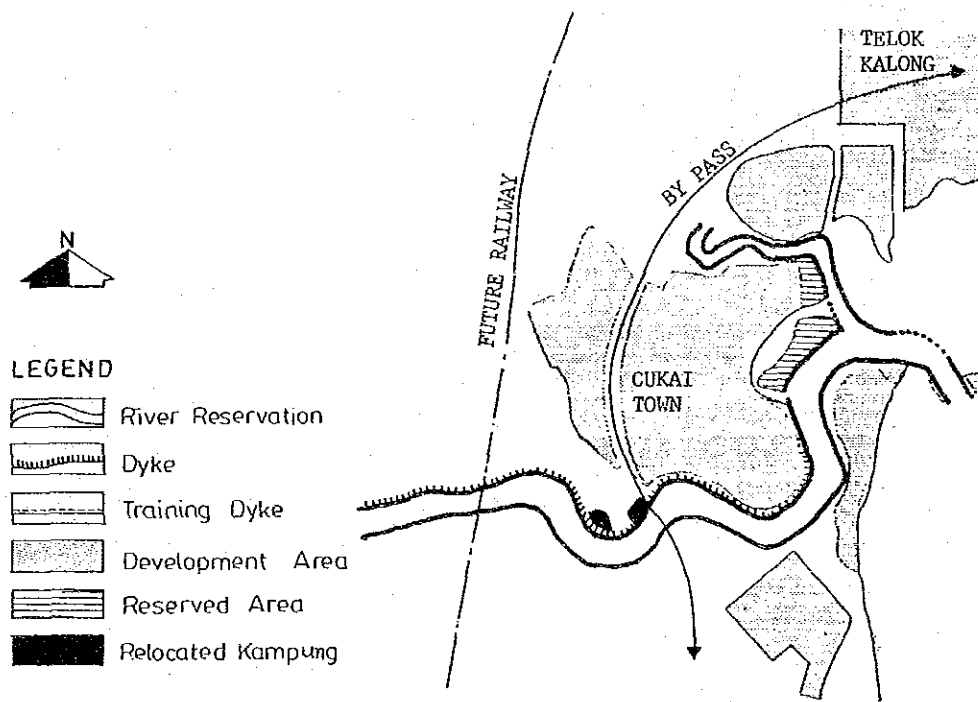 TELOK
KALONG
BY PASS
FUTURE RAILWAY
N
CUKAI
TOWN
LEGEND
River Reservation
Dyke
Training Dyke
Development Area
Reserved Area
Relocated Kampung